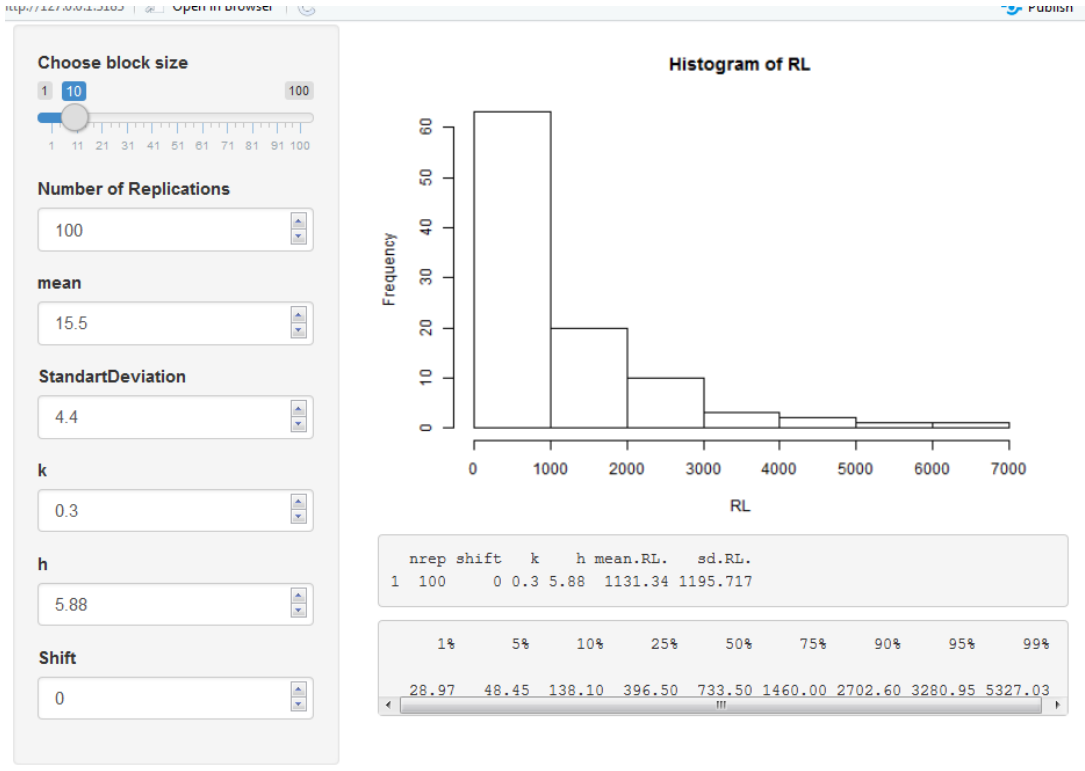 Open in Browser
Publish
Choose block size
1 10 100
1 11 21 31 41 51 61 71 81 91 100
Number of Replications
100
mean
15.5
StandartDeviation
4.4
k
0.3
h
5.88
Shift
0
Histogram of RL
Frequency
0 10 20 30 40 50 60
0 1000 2000 3000 4000 5000 6000 7000
RL
nrep shift k h mean.RL. sd.RL.
1 100 0 0.3 5.88 1131.34 1195.717
1% 5% 10% 25% 50% 75% 90% 95% 99%
28.97 48.45 138.10 396.50 733.50 1460.00 2702.60 3280.95 5327.03